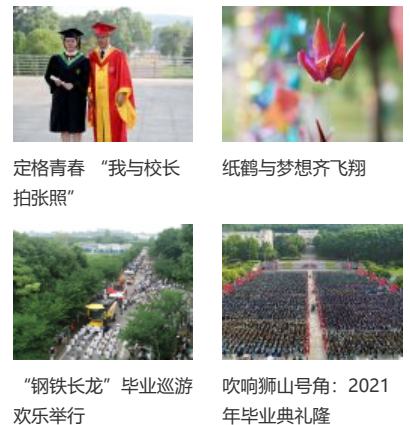 定格青春 “我与校长
拍张照”
纸鹤与梦想齐飞翔
“钢铁长龙”毕业巡游
欢乐举行
吹响狮山号角：2021
年毕业典礼隆